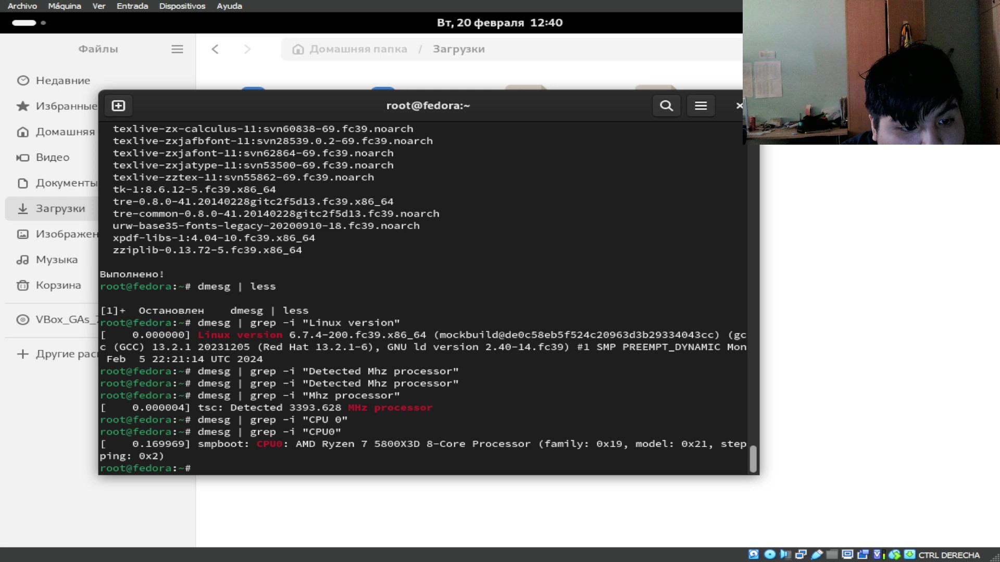 Archivo Máquina Ver Entrada Dispositivos Ayuda
Вт, 20 февраля 12:40
Файлы
Домашняя папка / Загрузки
Недавние
Избранные
Домашняя
Видео
Документы
Загрузки
Изображен
Музыка
Корзина
VBox_GAs_
Другие рас
root@fedora:~
texlive-zx-calculus-11:svn60838-69.fc39.noarch
texlive-zxjafbfont-11:svn28539.0.2-69.fc39.noarch
texlive-zxjafont-11:svn62864-69.fc39.noarch
texlive-zxjatype-11:svn53500-69.fc39.noarch
texlive-zztex-11:svn55862-69.fc39.noarch
tk-1:8.6.12-5.fc39.x86_64
tre-0.8.0-41.20140228gitc2f5d13.fc39.x86_64
tre-common-0.8.0-41.20140228gitc2f5d13.fc39.noarch
urw-base35-fonts-legacy-20200910-18.fc39.noarch
xpdf-libs-1:4.04-10.fc39.x86_64
zziplib-0.13.72-5.fc39.x86_64
Выполнено!
root@fedora:~# dmesg | less
[1]+  Остановлен    dmesg | less
root@fedora:~# dmesg | grep -i "Linux version"
[    0.000000] Linux version 6.7.4-200.fc39.x86_64 (mockbuild@de0c58eb5f524c20963d3b29334043cc) (gc
c (GCC) 13.2.1 20231205 (Red Hat 13.2.1-6), GNU ld version 2.40-14.fc39) #1 SMP PREEMPT_DYNAMIC Mon
Feb  5 22:21:14 UTC 2024
root@fedora:~# dmesg | grep -i "Detected Mhz processor"
root@fedora:~# dmesg | grep -i "Detected Mhz processor"
root@fedora:~# dmesg | grep -i "Mhz processor"
[    0.000004] tsc: Detected 3393.628 MHz processor
root@fedora:~# dmesg | grep -i "CPU 0"
root@fedora:~# dmesg | grep -i "CPU0"
[    0.169969] smpboot: CPU0: AMD Ryzen 7 5800X3D 8-Core Processor (family: 0x19, model: 0x21, step
ping: 0x2)
root@fedora:~#
CTRL DERECHA